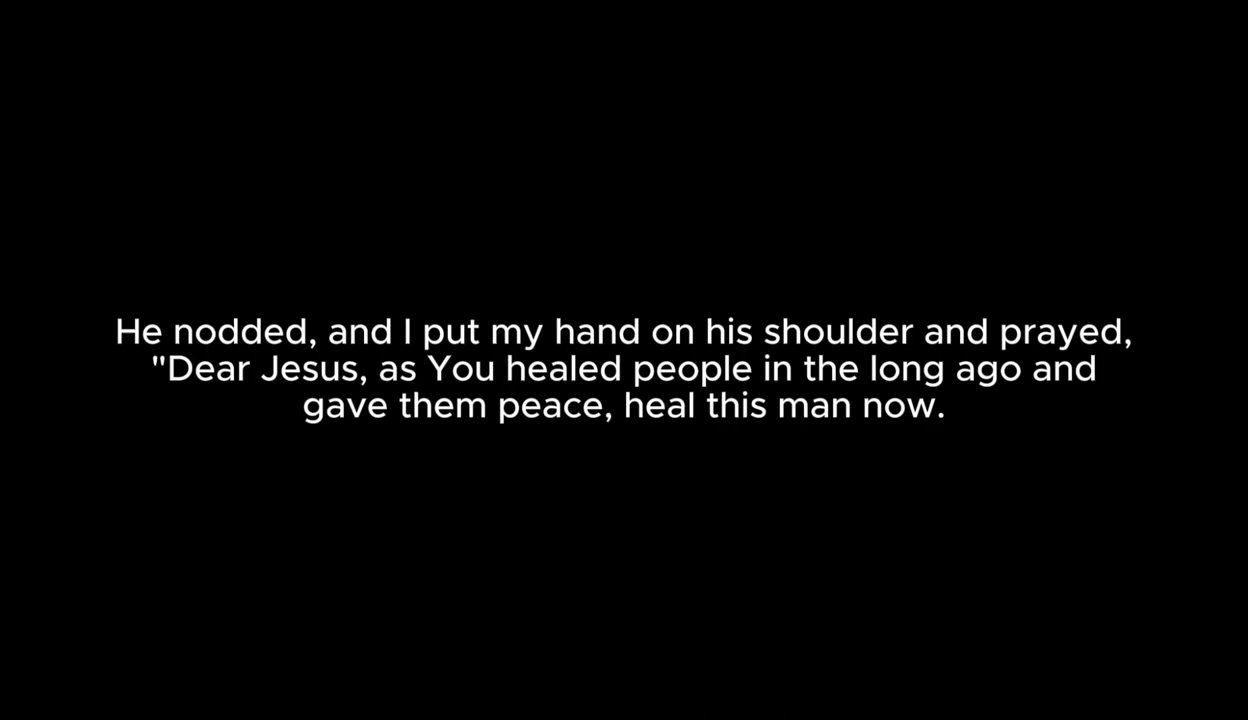 He nodded, and I put my hand on his shoulder and prayed,
"Dear Jesus, as You healed people in the long ago and
gave them peace, heal this man now.